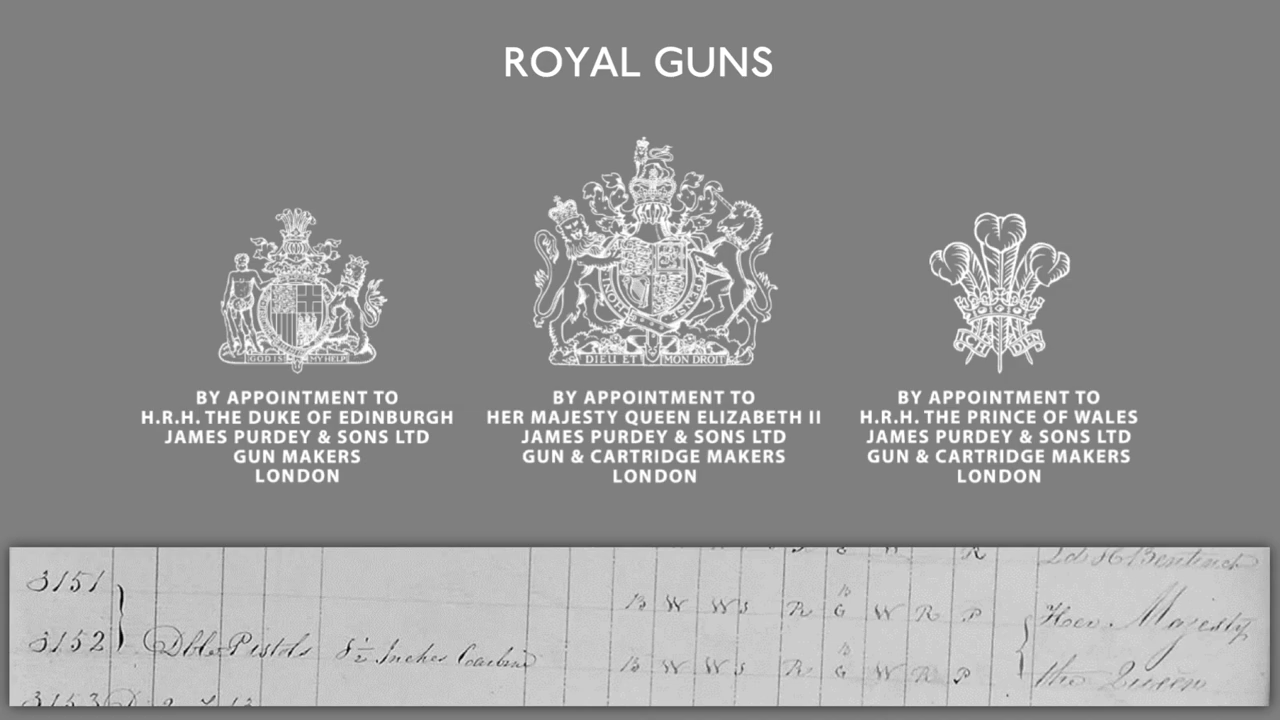 ROYAL GUNS
GOD IS MY HELP
BY APPOINTMENT TO
H.R.H. THE DUKE OF EDINBURGH
JAMES PURDEY & SONS LTD
GUN MAKERS
LONDON
DIEU ET MON DROIT
BY APPOINTMENT TO
HER MAJESTY QUEEN ELIZABETH II
JAMES PURDEY & SONS LTD
GUN & CARTRIDGE MAKERS
LONDON
BY APPOINTMENT TO
H.R.H. THE PRINCE OF WALES
JAMES PURDEY & SONS LTD
GUN & CARTRIDGE MAKERS
LONDON
Bentinck
3151 W W G W R P Her Majesty
3152 Dble Pistols 8½ Inches W W G W R P the Queen
3153